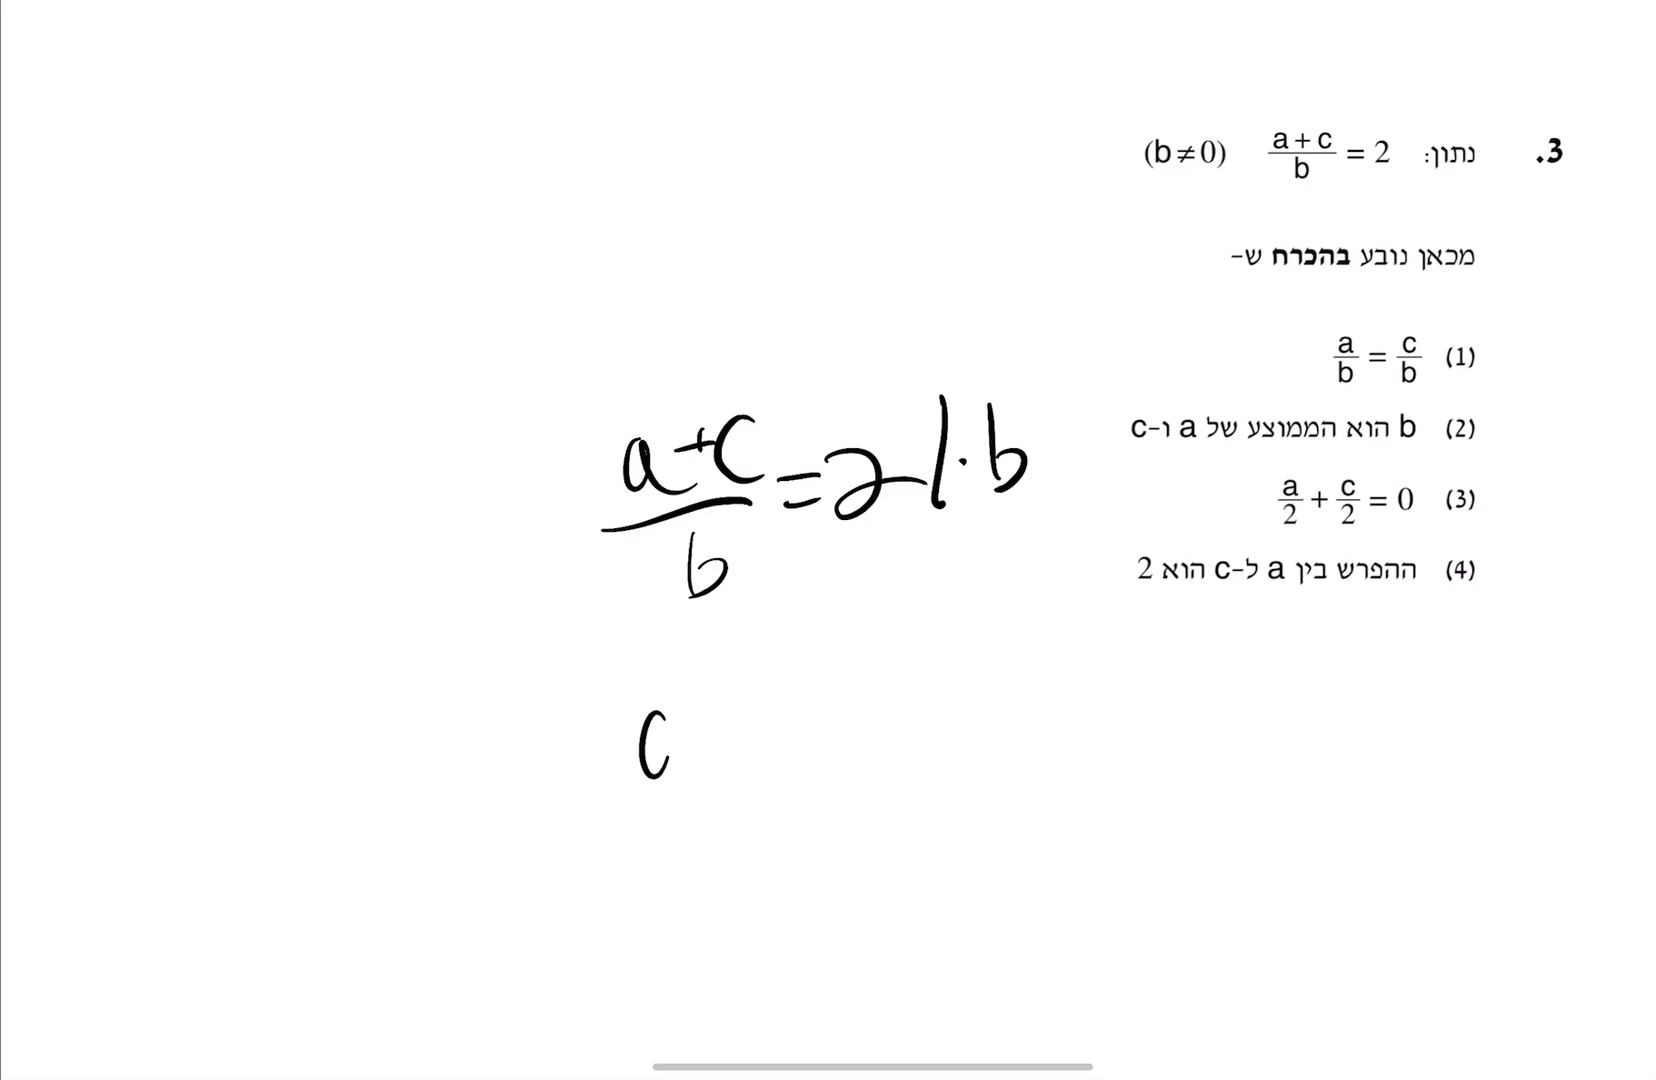 3. נתון: a+c/b = 2 (b≠0)
מכאן נובע בהכרח ש-
(1) a/b = c/b
(2) b הוא הממוצע של a ו-c
(3) a/2 + c/2 = 0
(4) ההפרש בין a ל-c הוא 2
a+c/b = 2 / · b
c